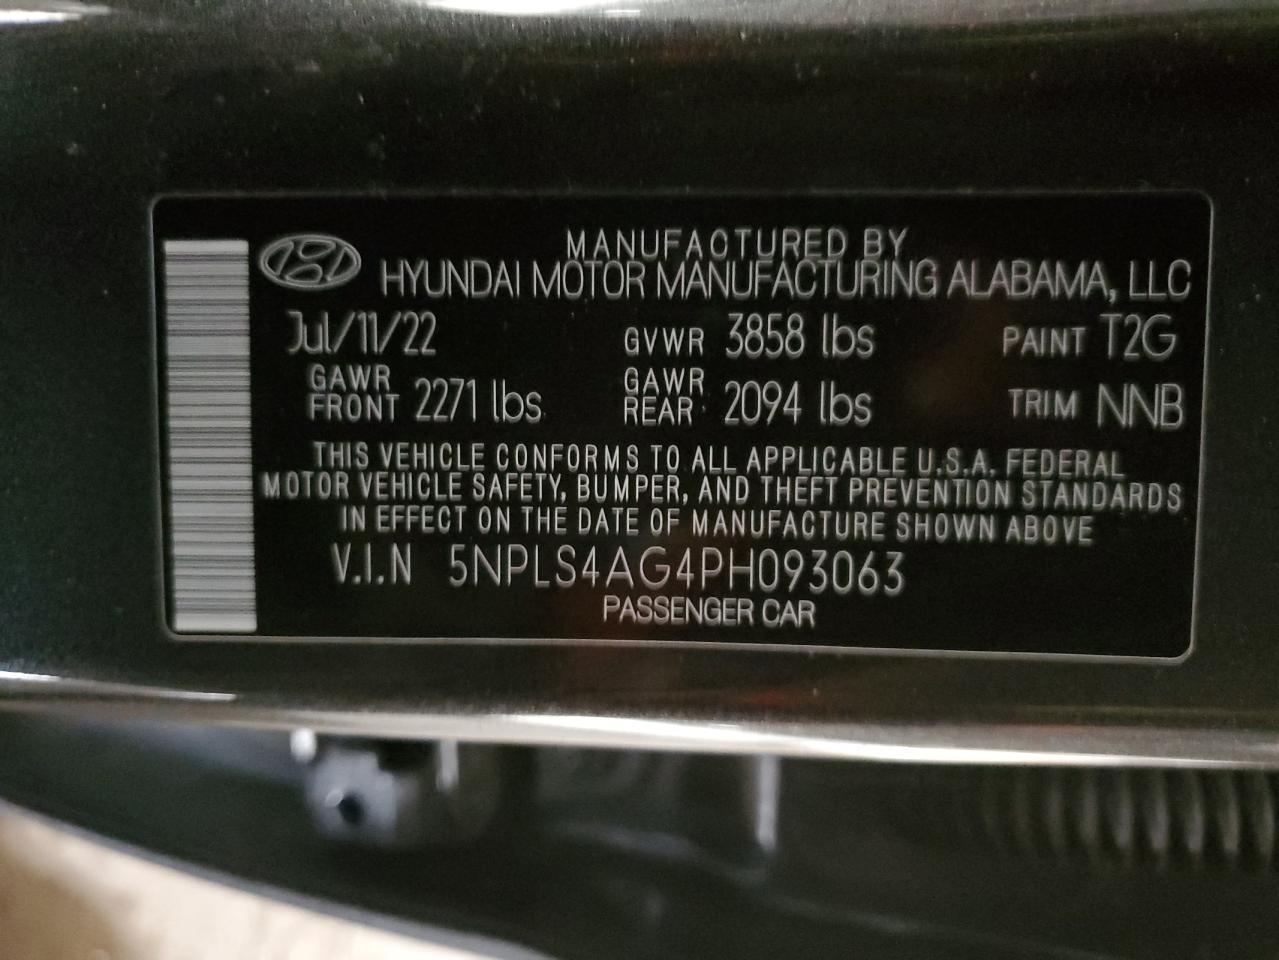 MANUFACTURED BY
HYUNDAI MOTOR MANUFACTURING ALABAMA, LLC
Jul/11/22 GVWR 3858 lbs PAINT T2G
GAWR FRONT 2271 lbs GAWR REAR 2094 lbs TRIM NNB
THIS VEHICLE CONFORMS TO ALL APPLICABLE U.S.A. FEDERAL
MOTOR VEHICLE SAFETY, BUMPER, AND THEFT PREVENTION STANDARDS
IN EFFECT ON THE DATE OF MANUFACTURE SHOWN ABOVE
V.I.N 5NPLS4AG4PH093063
PASSENGER CAR